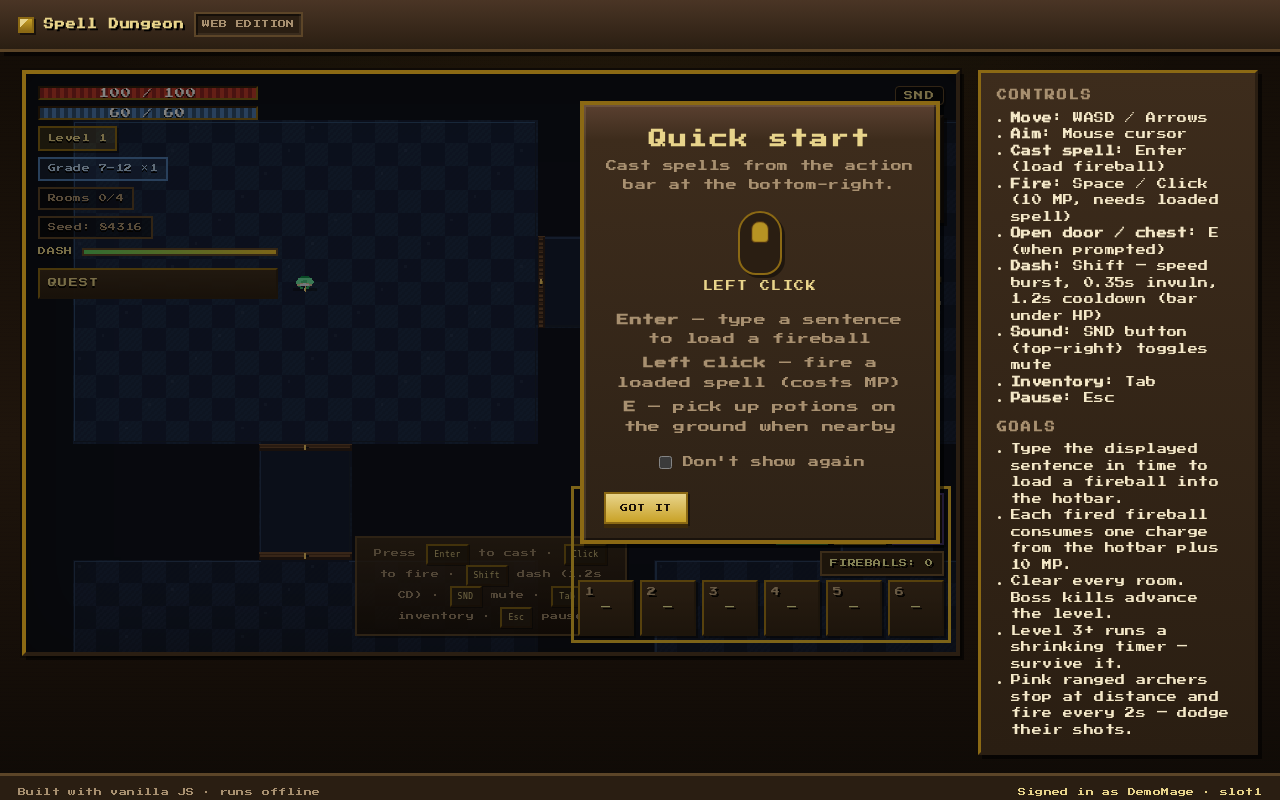 Spell Dungeon WEB EDITION
100 / 100
60 / 60
Level 1
Grade 7-12 ×1
Rooms 0/4
Seed: 84316
DASH
QUEST
SND
Quick start
Cast spells from the action
bar at the bottom-right.
LEFT CLICK
Enter — type a sentence
to load a fireball
Left click — fire a
loaded spell (costs MP)
E — pick up potions on
the ground when nearby
Don't show again
GOT IT
Press Enter to cast · Click
to fire · Shift dash (1.2s
CD) · SND mute ·
inventory · Esc pause
FIREBALLS: 0
1 2 3 4 5 6
— — — — — —
CONTROLS
. Move: WASD / Arrows
. Aim: Mouse cursor
. Cast spell: Enter
(load fireball)
. Fire: Space / Click
(10 MP, needs loaded
spell)
. Open door / chest: E
(when prompted)
. Dash: Shift — speed
burst, 0.35s invuln,
1.2s cooldown (bar
under HP)
. Sound: SND button
(top-right) toggles
mute
. Inventory: Tab
. Pause: Esc
GOALS
. Type the displayed
sentence in time to
load a fireball into
the hotbar.
. Each fired fireball
consumes one charge
from the hotbar plus
10 MP.
. Clear every room.
Boss kills advance
the level.
. Level 3+ runs a
shrinking timer —
survive it.
. Pink ranged archers
stop at distance and
fire every 2s — dodge
their shots.
Built with vanilla JS · runs offline
Signed in as DemoMage · slot1